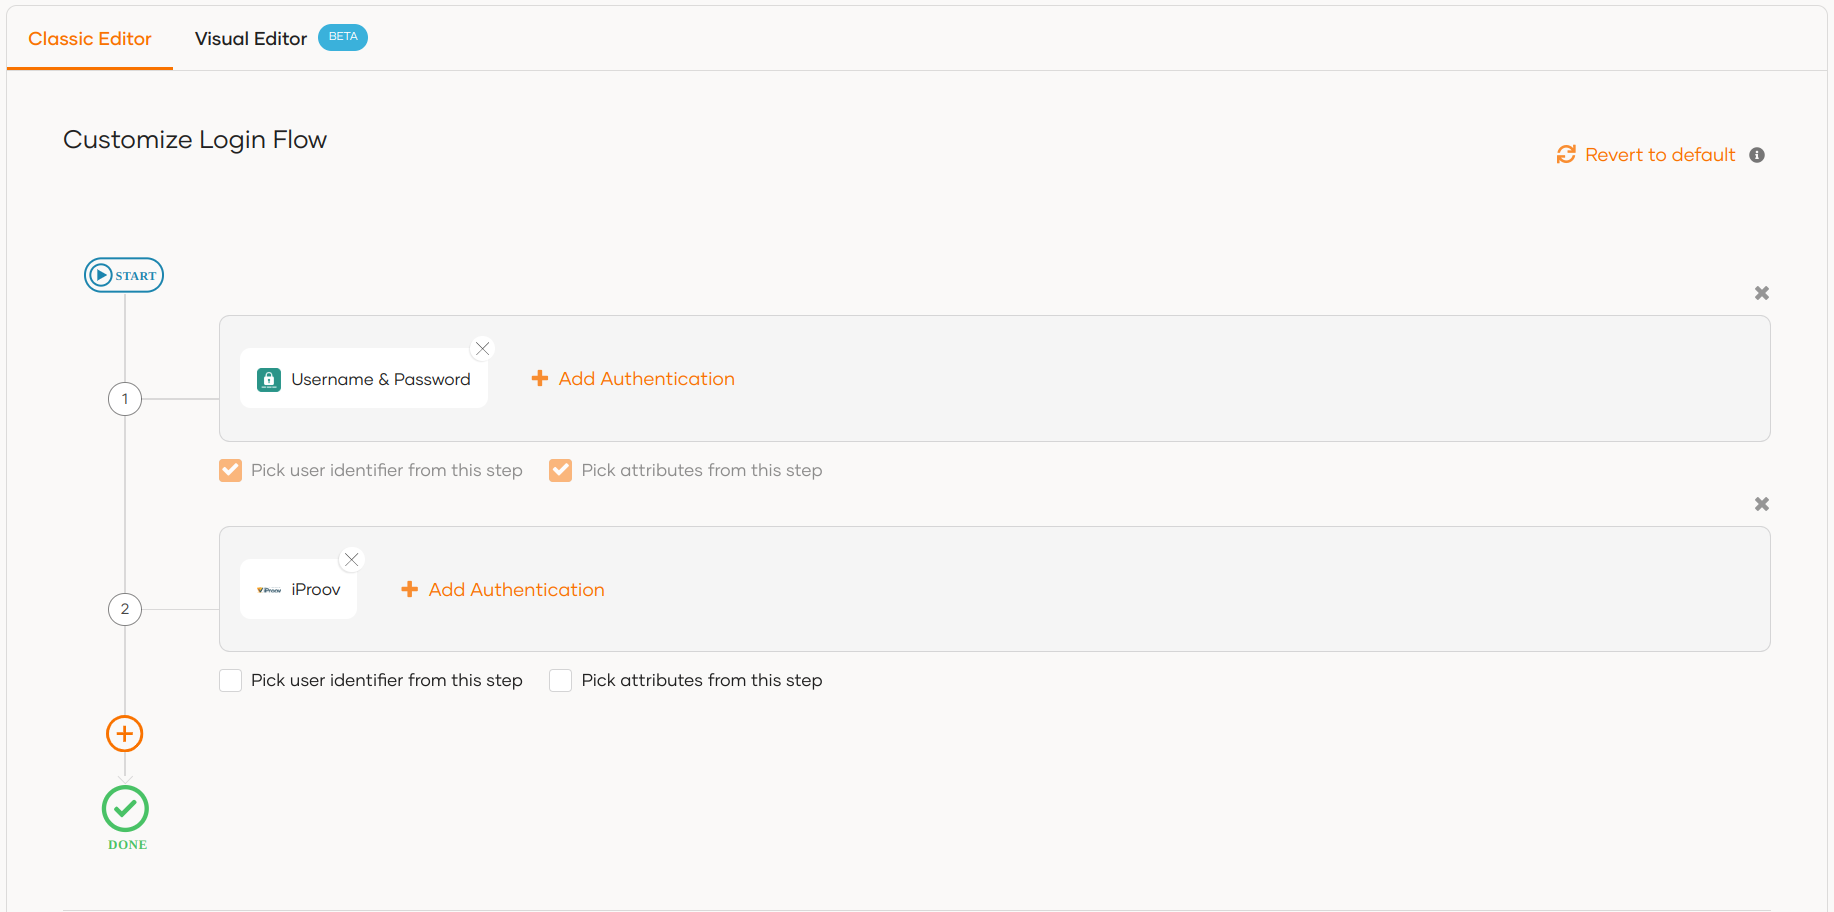 Classic Editor
Visual Editor
BETA
Customize Login Flow
Revert to default
START
1
Username & Password
Add Authentication
Pick user identifier from this step
Pick attributes from this step
2
iProov
iProov
Add Authentication
Pick user identifier from this step
Pick attributes from this step
DONE